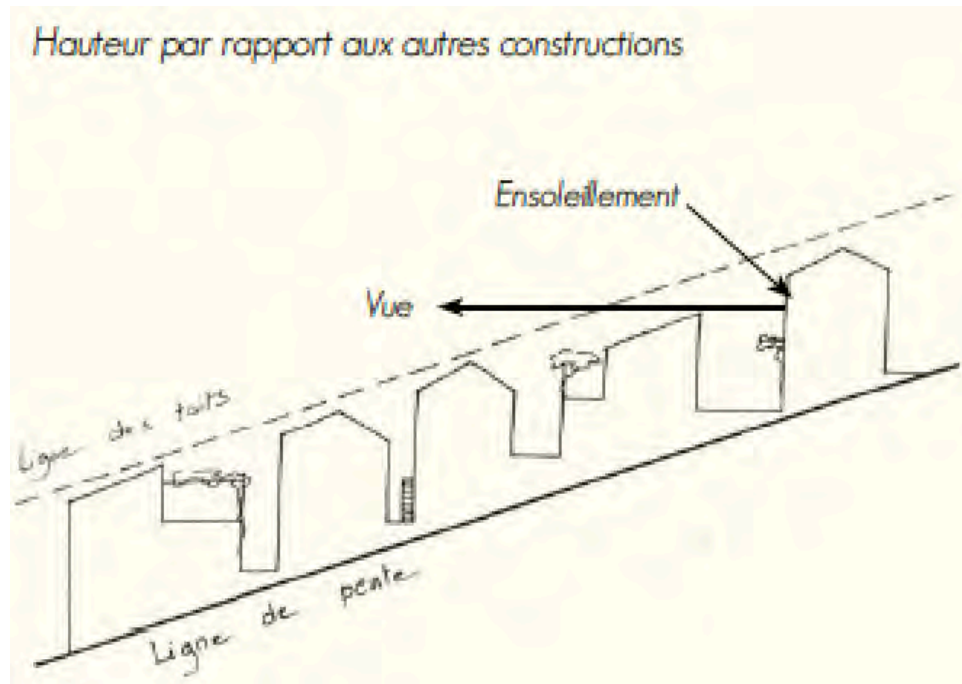 Hauteur par rapport aux autres constructions
Ensoleillement
Vue
Ligne des toits
Ligne de pente